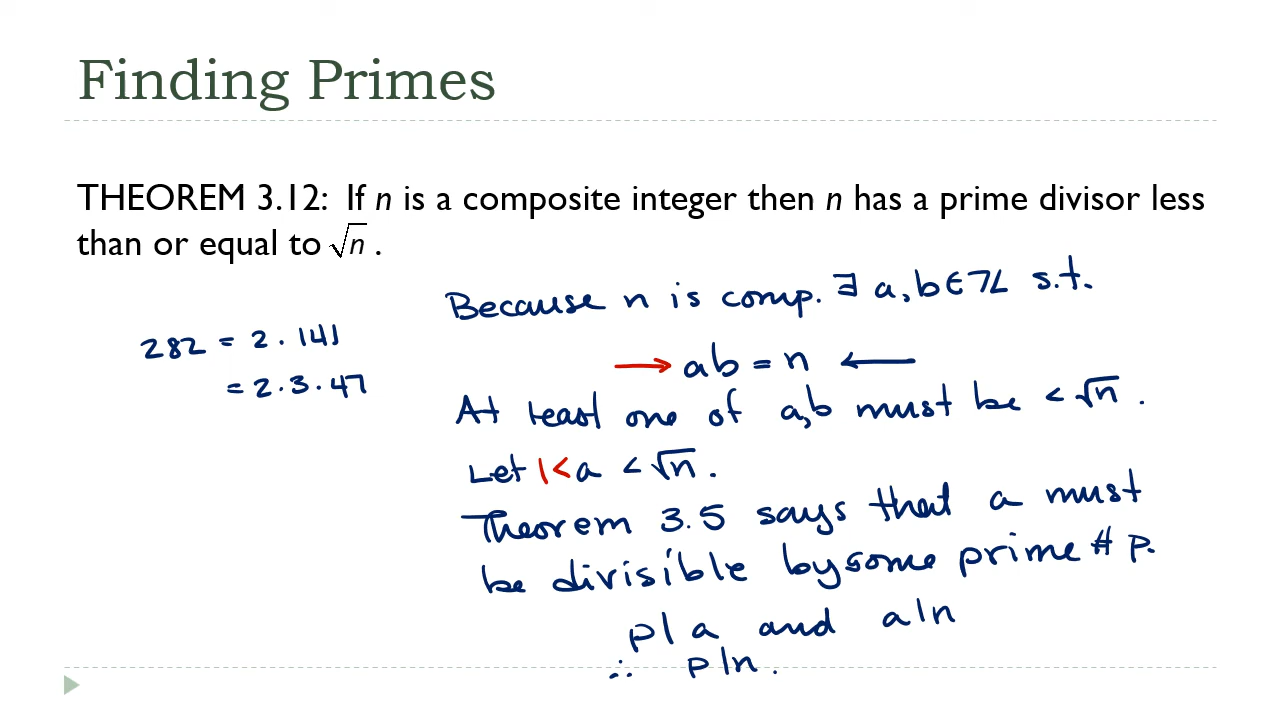 Finding Primes
THEOREM 3.12: If n is a composite integer then n has a prime divisor less
than or equal to √n .
282 = 2 · 141
= 2 · 3 · 47
Because n is comp. ∃ a, b ∈ ℤ s.t.
→ ab = n ←
At least one of a,b must be < √n .
Let 1 < a < √n .
Theorem 3.5 says that a must
be divisible by some prime # p.
p | a and a | n
∴ p | n .